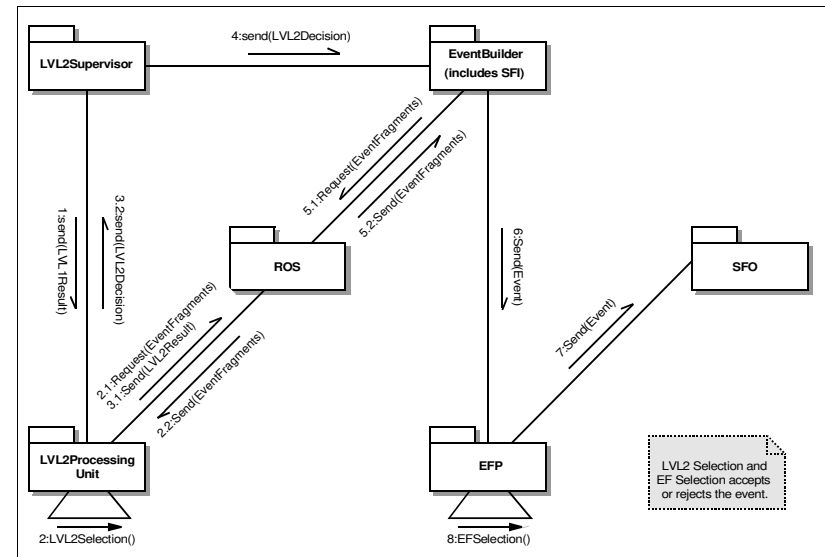 4:send(LVL2Decision)
LVL2Supervisor
EventBuilder
(includes SFI)
5.1:Request(EventFragments)
5.2:Send(EventFragments)
1:send(LVL1Result)
3.2:send(LVL2Decision)
6:Send(Event)
ROS
SFO
7:Send(Event)
2.1:Request(EventFragments)
3.1:Send(LVL2Result)
2.2:Send(EventFragments)
LVL2Processing
Unit
EFP
LVL2 Selection and
EF Selection accepts
or rejects the event.
2:LVL2Selection()
8:EFSelection()